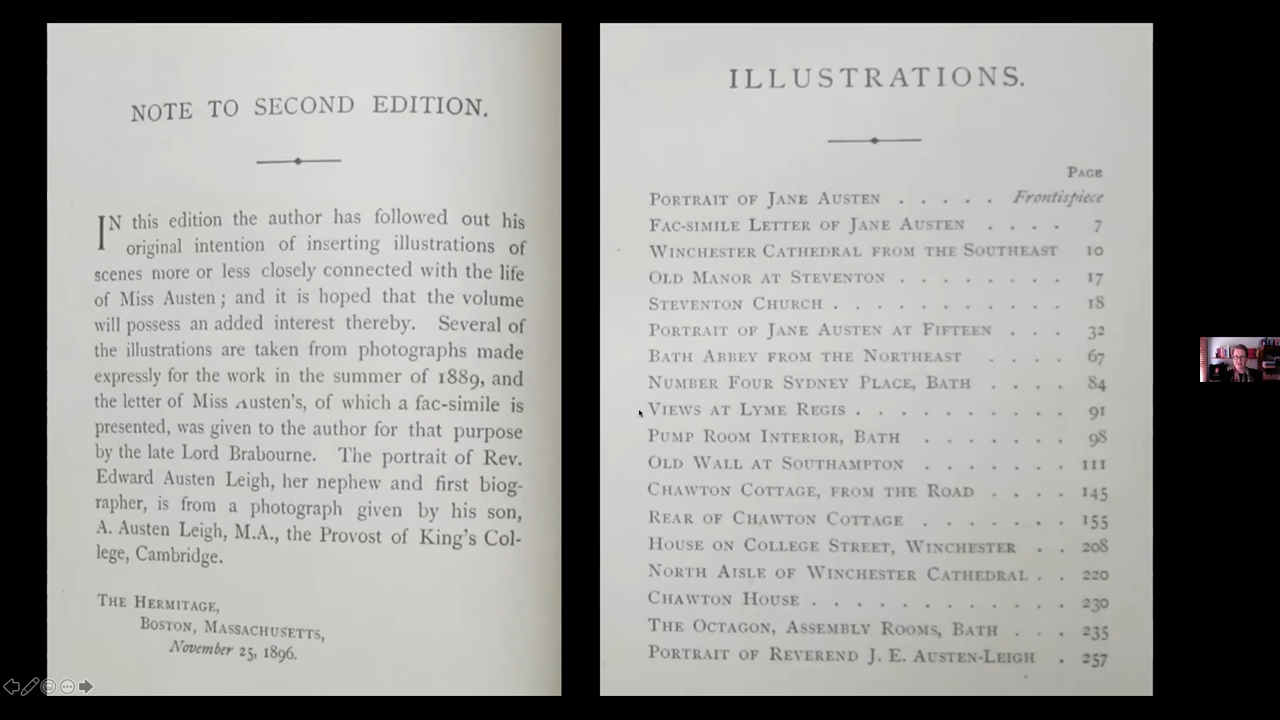 NOTE TO SECOND EDITION.
IN this edition the author has followed out his
original intention of inserting illustrations of
scenes more or less closely connected with the life
of Miss Austen; and it is hoped that the volume
will possess an added interest thereby. Several of
the illustrations are taken from photographs made
expressly for the work in the summer of 1889, and
the letter of Miss Austen's, of which a fac-simile is
presented, was given to the author for that purpose
by the late Lord Brabourne. The portrait of Rev.
Edward Austen Leigh, her nephew and first biog-
rapher, is from a photograph given by his son,
A. Austen Leigh, M.A., the Provost of King's Col-
lege, Cambridge.
THE HERMITAGE,
BOSTON, MASSACHUSETTS,
November 25, 1896.
ILLUSTRATIONS.
PAGE
PORTRAIT OF JANE AUSTEN . . . . . Frontispiece
FAC-SIMILE LETTER OF JANE AUSTEN . . . . 7
WINCHESTER CATHEDRAL FROM THE SOUTHEAST 10
OLD MANOR AT STEVENTON . . . . . . . 17
STEVENTON CHURCH . . . . . . . . . . . 18
PORTRAIT OF JANE AUSTEN AT FIFTEEN . . . 32
BATH ABBEY FROM THE NORTHEAST . . . . 67
NUMBER FOUR SYDNEY PLACE, BATH . . . . 84
VIEWS AT LYME REGIS . . . . . . . . . . 91
PUMP ROOM INTERIOR, BATH . . . . . . . 98
OLD WALL AT SOUTHAMPTON . . . . . . . 111
CHAWTON COTTAGE, FROM THE ROAD . . . . 145
REAR OF CHAWTON COTTAGE . . . . . . . 155
HOUSE ON COLLEGE STREET, WINCHESTER . . 208
NORTH AISLE OF WINCHESTER CATHEDRAL . . 220
CHAWTON HOUSE . . . . . . . . . . . . 230
THE OCTAGON, ASSEMBLY ROOMS, BATH . . . 235
PORTRAIT OF REVEREND J. E. AUSTEN-LEIGH . 257